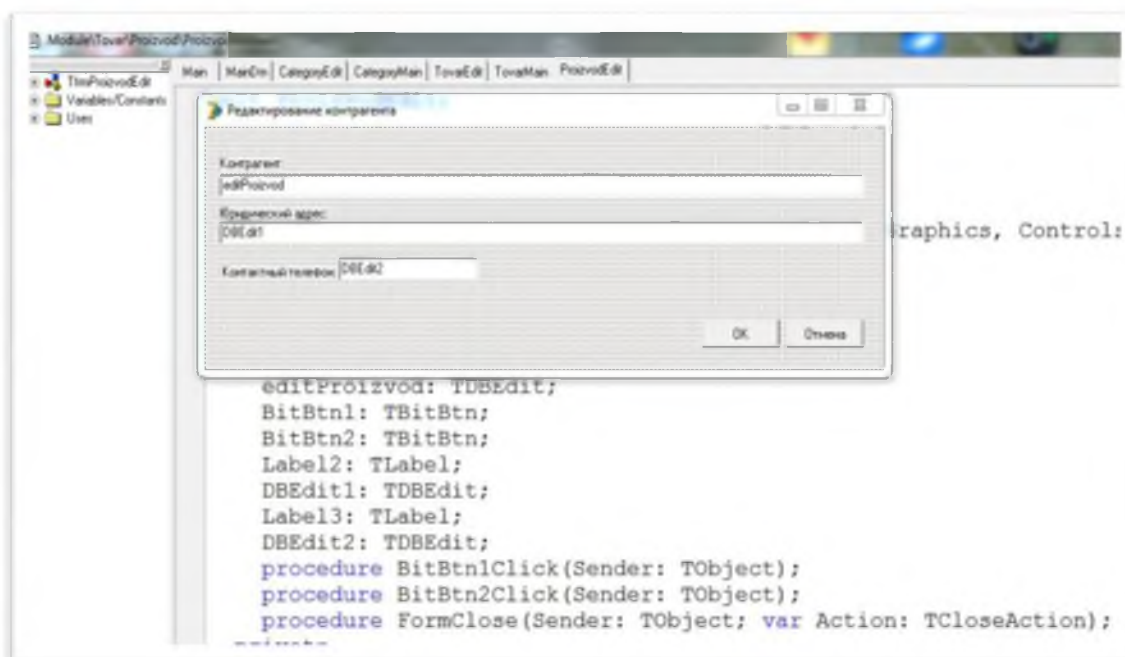 Module\Tovar\Proizvod\Proizvo
TfmProizvodEdit
Variables/Constants
Uses
Main MainDm CategoryEdit CategoryMain TovarEdit TovarMain ProizvodEdit
Редактирование контрагента
Контрагент:
editProizvod
Юридический адрес:
DBEdit1
Контактный телефон:
DBEdit2
OK
Отмена
raphics, Control
editProizvod: TDBEdit;
BitBtn1: TBitBtn;
BitBtn2: TBitBtn;
Label2: TLabel;
DBEdit1: TDBEdit;
Label3: TLabel;
DBEdit2: TDBEdit;
procedure BitBtn1Click(Sender: TObject);
procedure BitBtn2Click(Sender: TObject);
procedure FormClose(Sender: TObject; var Action: TCloseAction);